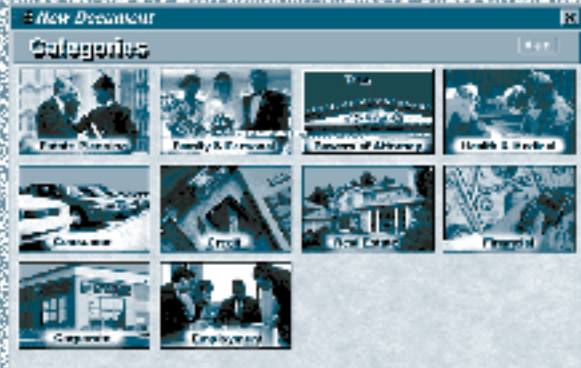 New Document
Categories
Estate Planning
Family & Personal
Powers of Attorney
Health & Medical
Consumer
Credit
Real Estate
Financial
Corporate
Employment